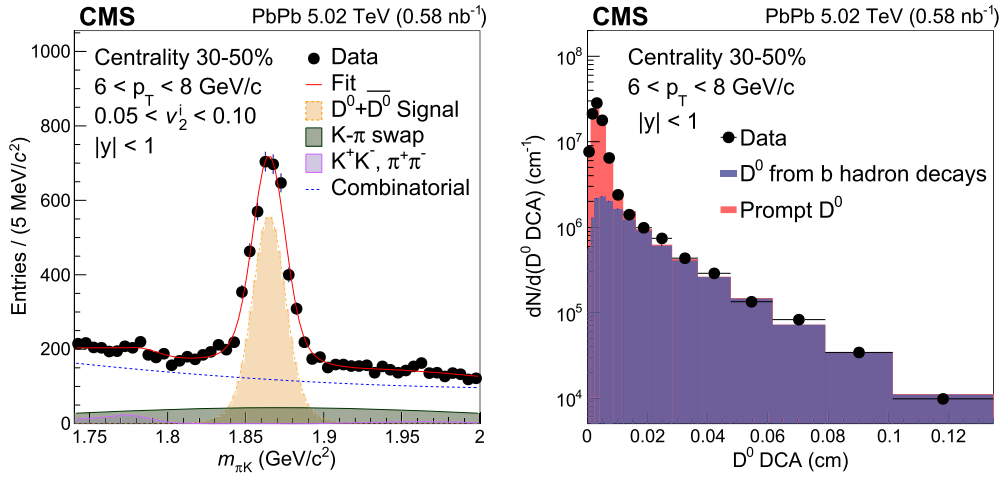 CMS
PbPb 5.02 TeV (0.58 nb⁻¹)
Centrality 30-50%
6 < p_T < 8 GeV/c
0.05 < v₂ʲ < 0.10
|y| < 1
Data
Fit
D⁰+D̅⁰ Signal
K-π swap
K⁺K⁻, π⁺π⁻
Combinatorial
Entries / (5 MeV/c²)
1000
800
600
400
200
0
1.75
1.8
1.85
1.9
1.95
2
m_πK (GeV/c²)
CMS
PbPb 5.02 TeV (0.58 nb⁻¹)
Centrality 30-50%
6 < p_T < 8 GeV/c
|y| < 1
Data
D⁰ from b hadron decays
Prompt D⁰
dN/d(D⁰ DCA) (cm⁻¹)
10⁸
10⁷
10⁶
10⁵
10⁴
0
0.02
0.04
0.06
0.08
0.1
0.12
D⁰ DCA (cm)